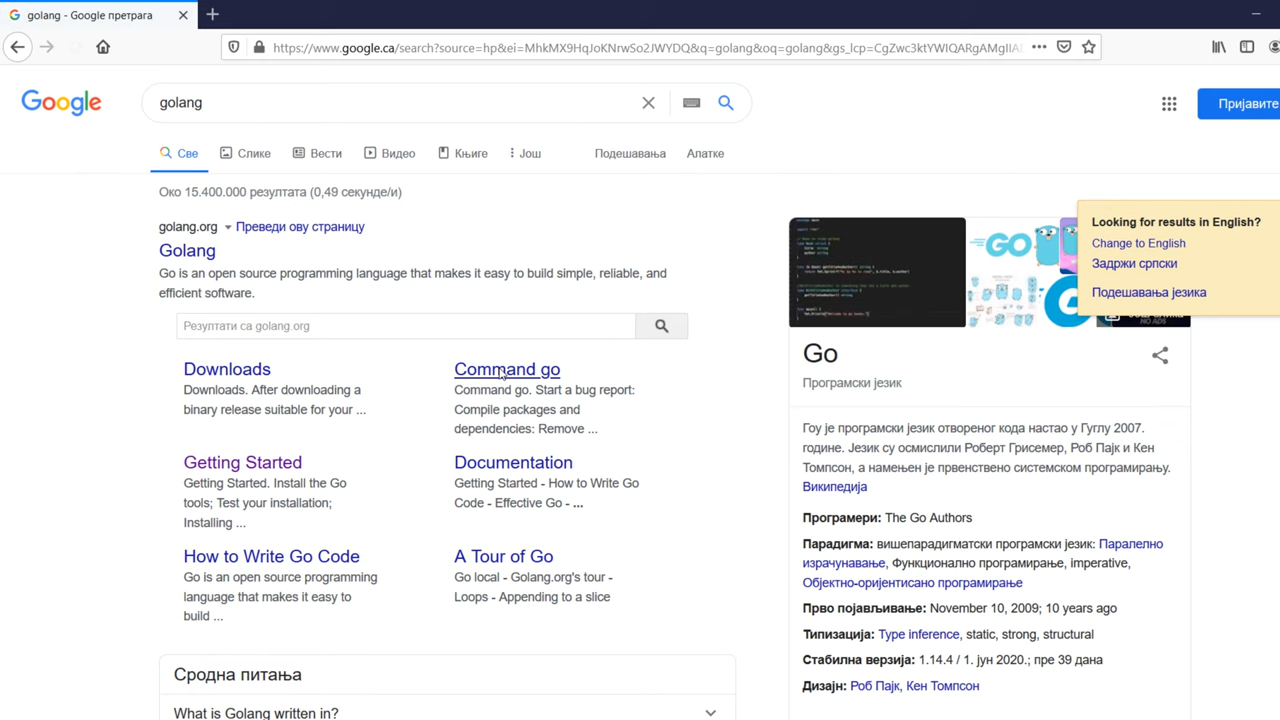 golang - Google претрага
https://www.google.ca/search?source=hp&ei=MhkMX9HqJoKNrwSo2JWYDQ&q=golang&oq=golang&gs_lcp=CgZwc3ktYWIQARgAMgIIA
Google
golang
Пријавите
Све
Слике
Вести
Видео
Књиге
Још
Подешавања
Алатке
Око 15.400.000 резултата (0,49 секунде/и)
golang.org
Преведи ову страницу
Golang
Go is an open source programming language that makes it easy to build simple, reliable, and
efficient software.
Резултати са golang.org
Downloads
Downloads. After downloading a
binary release suitable for your ...
Command go
Command go. Start a bug report:
Compile packages and
dependencies: Remove ...
Getting Started
Getting Started. Install the Go
tools; Test your installation;
Installing ...
Documentation
Getting Started - How to Write Go
Code - Effective Go - ...
How to Write Go Code
Go is an open source programming
language that makes it easy to
build ...
A Tour of Go
Go local - Golang.org's tour -
Loops - Appending to a slice
Сродна питања
What is Golang written in?
GO
Looking for results in English?
Change to English
Задржи српски
Подешавања језика
NO ADS
Go
Програмски језик
Гоу је програмски језик отвореног кода настао у Гуглу 2007.
године. Језик су осмислили Роберт Грисемер, Роб Пајк и Кен
Томпсон, а намењен је првенствено системском програмирању.
Википедија
Програмери: The Go Authors
Парадигма: вишепарадигматски програмски језик: Паралелно
израчунавање, Функционално програмирање, imperative,
Објектно-оријентисано програмирање
Прво појављивање: November 10, 2009; 10 years ago
Типизација: Type inference, static, strong, structural
Стабилна верзија: 1.14.4 / 1. јун 2020.; пре 39 дана
Дизајн: Роб Пајк, Кен Томпсон